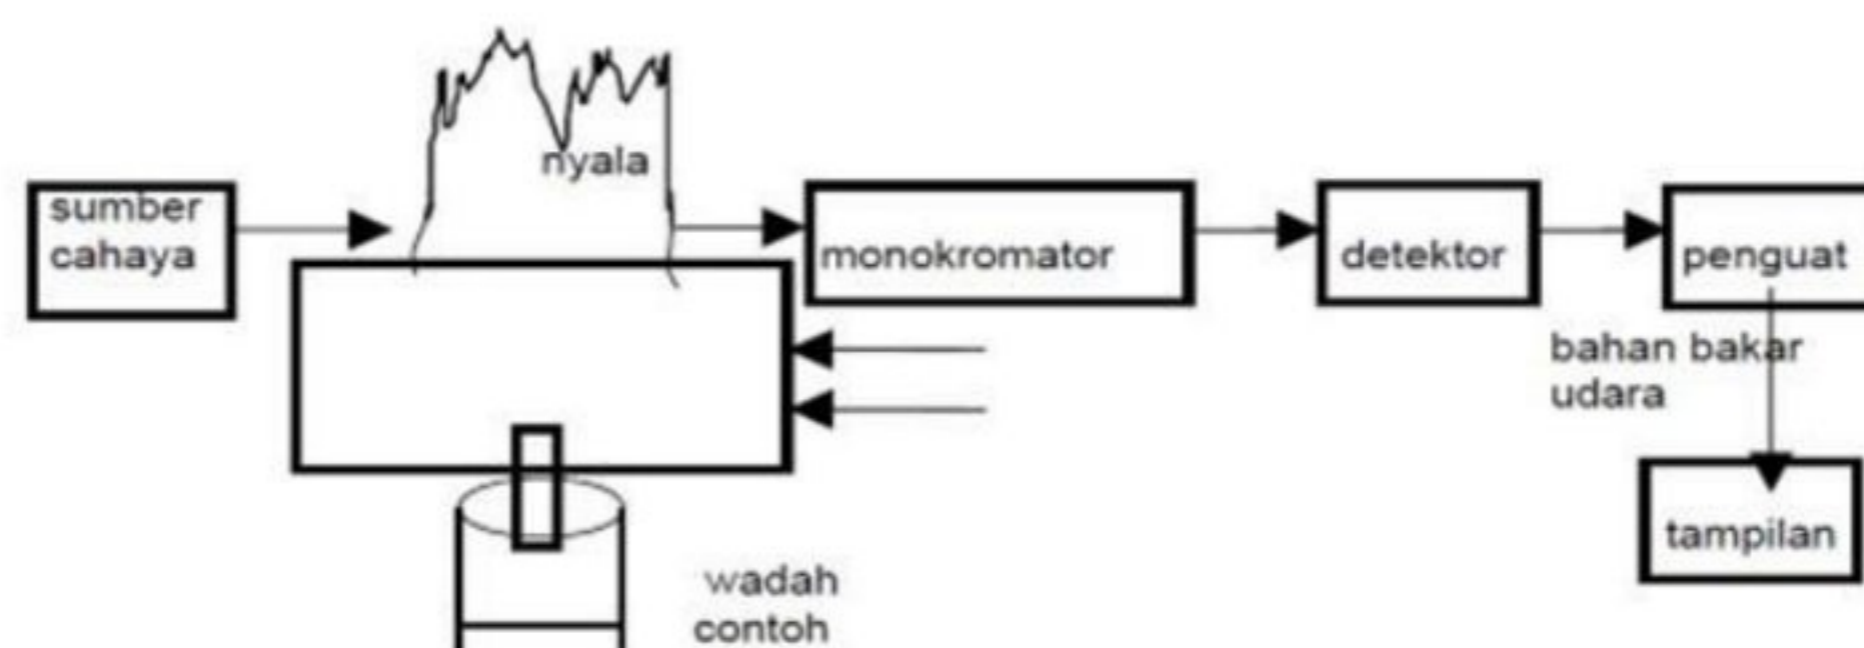 nyala
sumber
cahaya
monokromator
detektor
penguat
bahan bakar
udara
tampilan
wadah
contoh